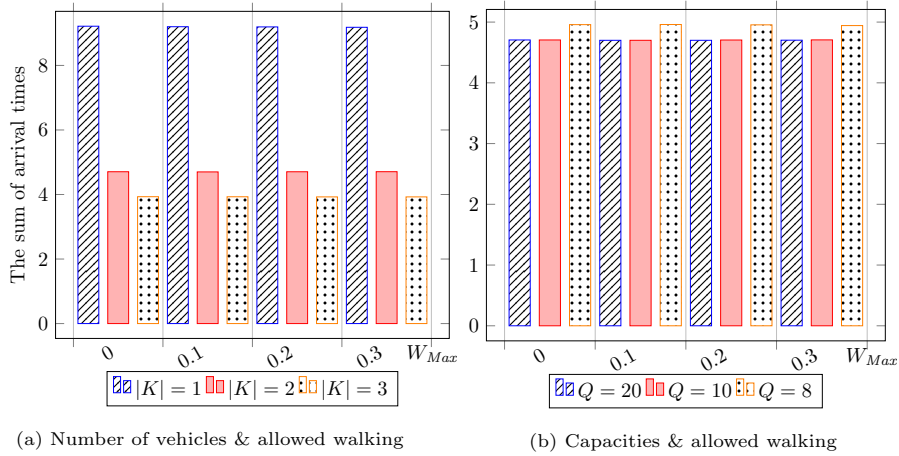 The sum of arrival times
8
6
4
2
0
0
0.1
0.2
0.3
W_Max
|K| = 1 |K| = 2 |K| = 3
(a) Number of vehicles & allowed walking
5
4
3
2
1
0
0
0.1
0.2
0.3
W_Max
Q = 20 Q = 10 Q = 8
(b) Capacities & allowed walking